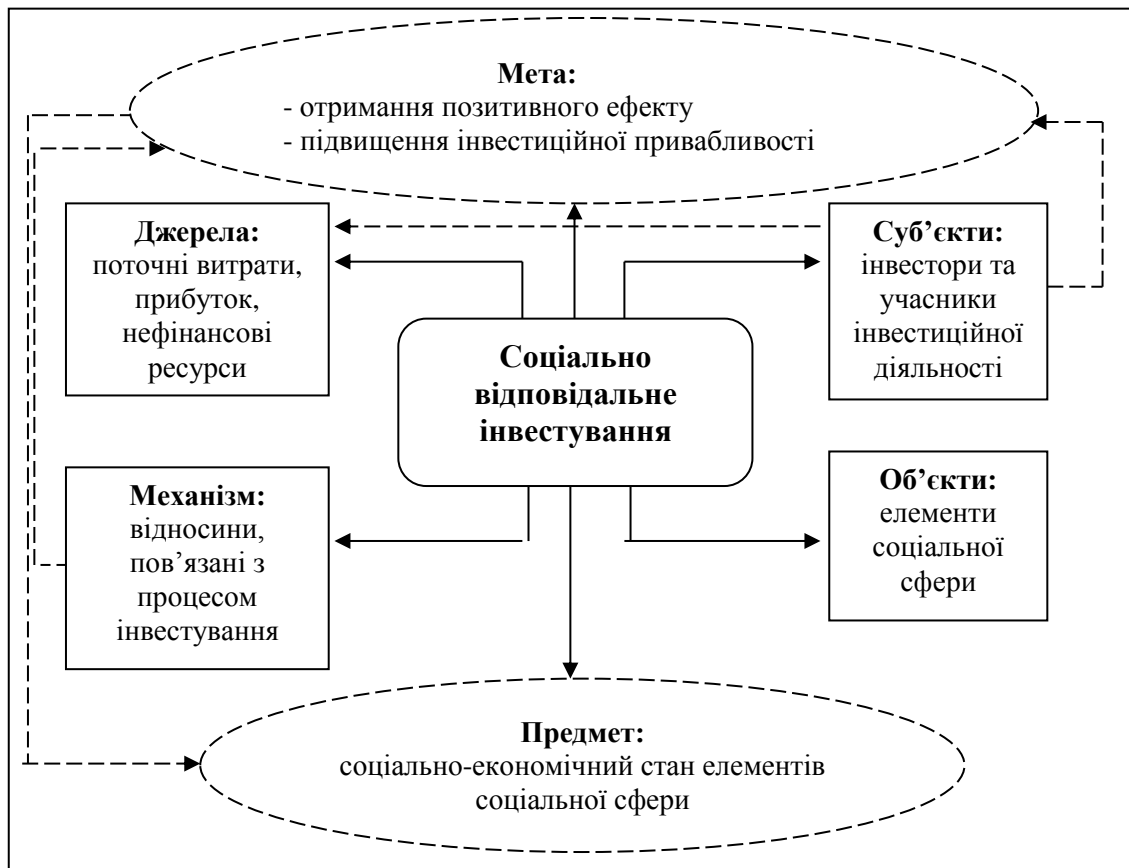 Мета:
- отримання позитивного ефекту
- підвищення інвестиційної привабливості
Джерела:
поточні витрати,
прибуток,
нефінансові
ресурси
Суб’єкти:
інвестори та
учасники
інвестиційної
діяльності
Соціально
відповідальне
інвестування
Механізм:
відносини,
пов’язані з
процесом
інвестування
Об’єкти:
елементи
соціальної
сфери
Предмет:
соціально-економічний стан елементів
соціальної сфери